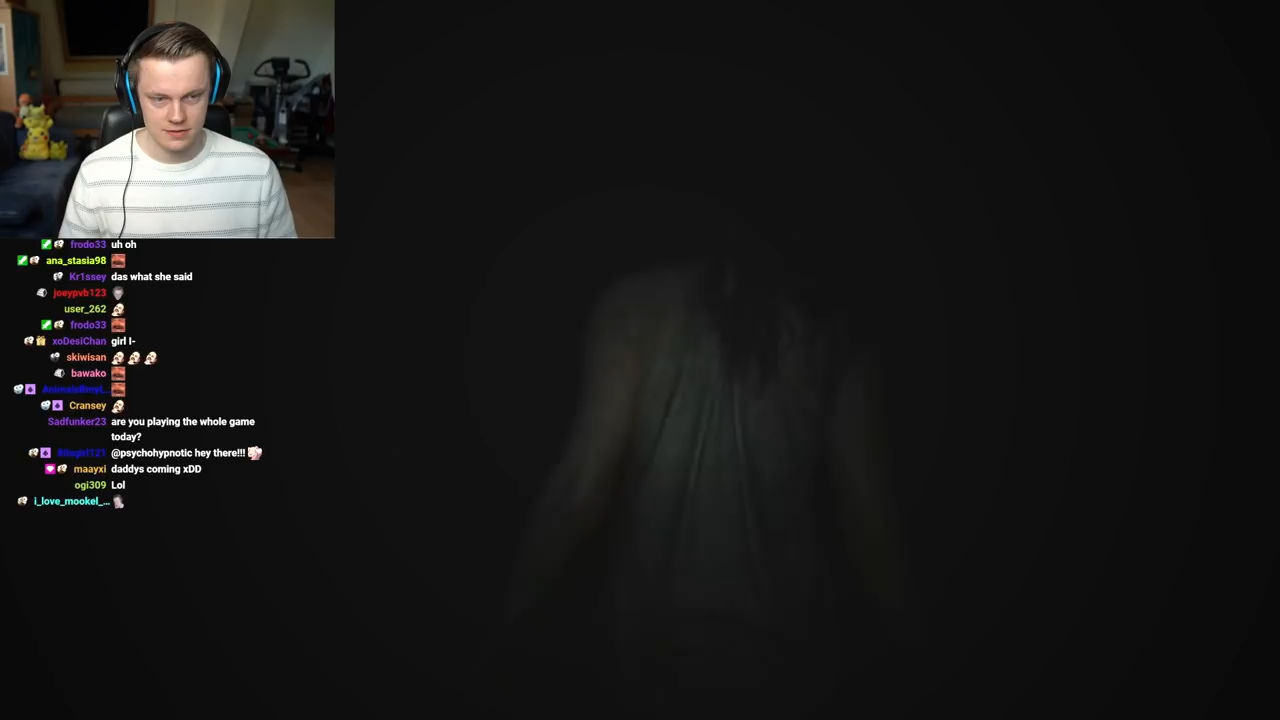 frodo33 uh oh
ana_stasia98
Kr1ssey das what she said
joeypvb123
user_262
frodo33
xoDesiChan girl I-
skiwisan
bawako
Cransey
Sadfunker23 are you playing the whole game
today?
@psychohypnotic hey there!!!
maayxi daddys coming xDD
ogi309 Lol
i_love_mookel_...